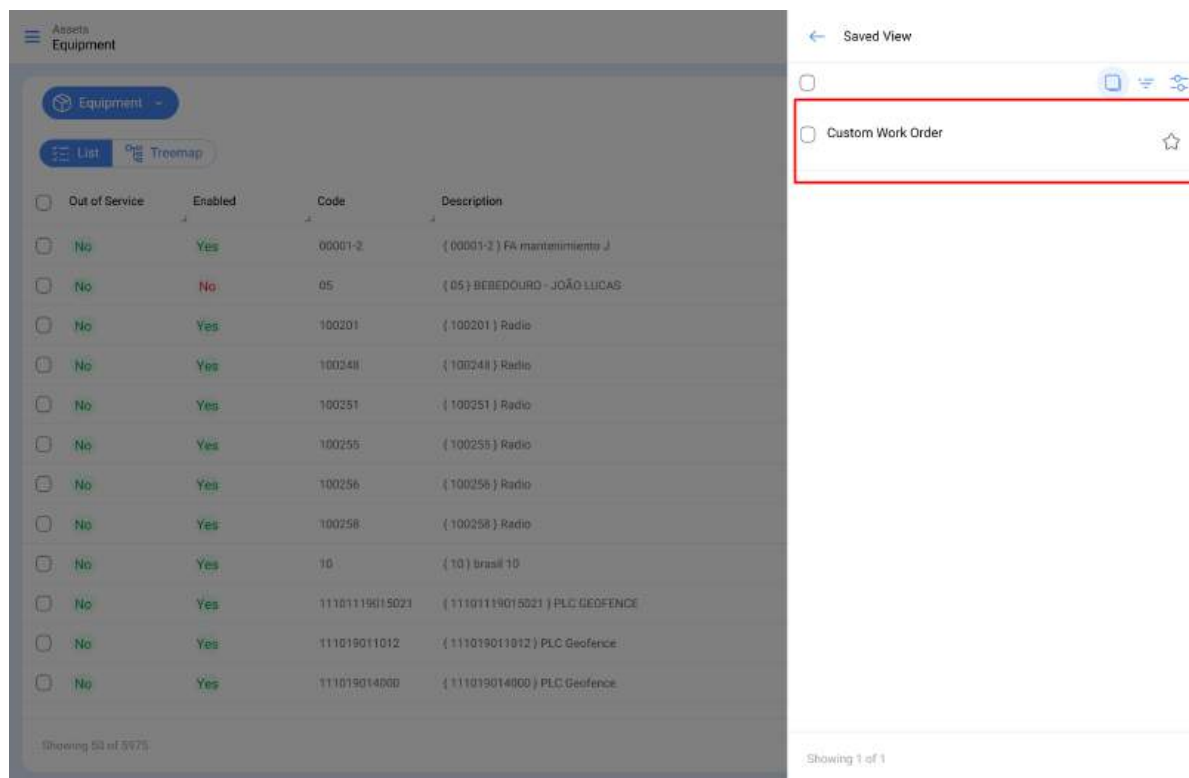 Assets
Equipment
Equipment
List Treemap
Out of Service Enabled Code Description
No Yes 00001-2 { 00001-2 } FA mantenimiento J
No No 05 { 05 } BEBEDOURO - JOÃO LUCAS
No Yes 100201 { 100201 } Radio
No Yes 100248 { 100248 } Radio
No Yes 100251 { 100251 } Radio
No Yes 100255 { 100255 } Radio
No Yes 100256 { 100256 } Radio
No Yes 100258 { 100258 } Radio
No Yes 10 { 10 } brasil 10
No Yes 11101119015021 { 11101119015021 } PLC GEOFENCE
No Yes 111019011012 { 111019011012 } PLC Geofence
No Yes 111019014000 { 111019014000 } PLC Geofence
Showing 53 of 5975
Saved View
Custom Work Order
Showing 1 of 1